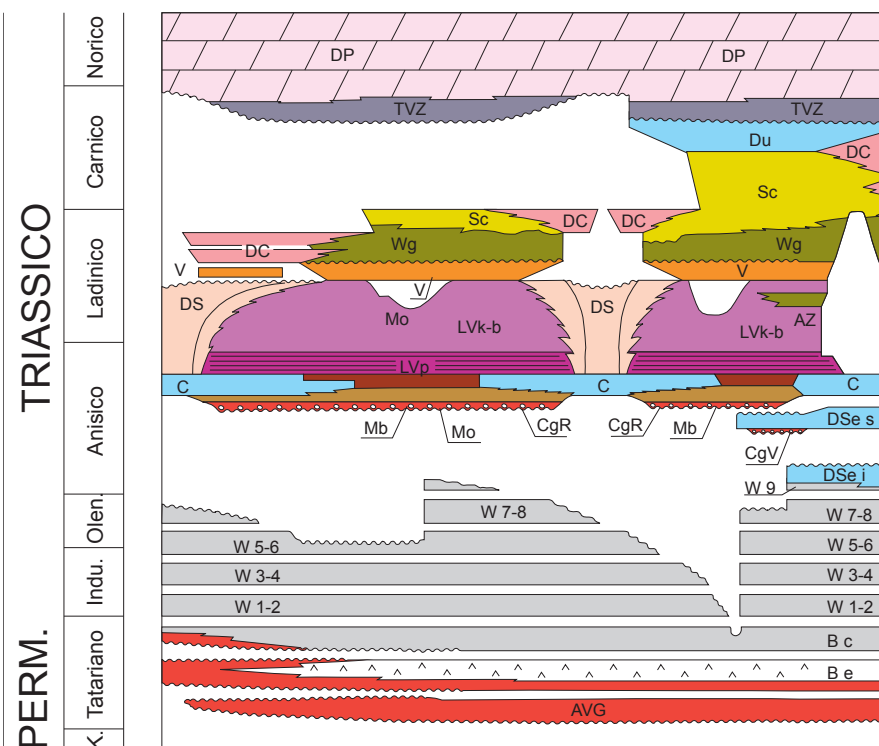 TRIASSICO
PERM.
Norico
Carnico
Ladinico
Anisico
Olen.
Indu.
Tatariano
K.
DP DP
TVZ TVZ
Du
DC
Sc
Sc DC DC
Wg Wg
DC
V V
V
DS DS
Mo AZ
LVk-b LVk-b
LVp
C C C
DSe s
Mb Mo CgR CgR Mb
CgV
DSe i
W 9
W 7-8 W 7-8
W 5-6 W 5-6
W 3-4 W 3-4
W 1-2 W 1-2
B c
B e
AVG